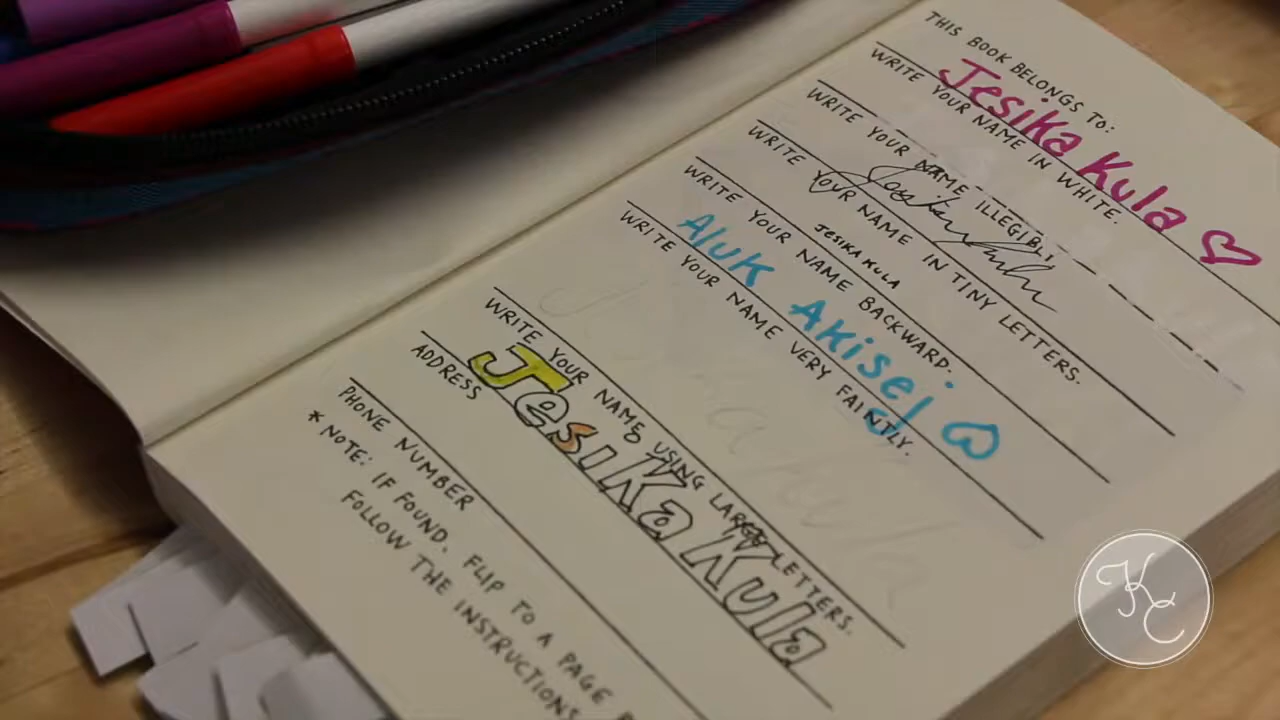 THIS BOOK BELONGS TO:
Jesika Kula
WRITE YOUR NAME IN WHITE.
WRITE YOUR NAME ILLEGIBLY.
WRITE YOUR NAME IN TINY LETTERS.
JESIKA KULA
WRITE YOUR NAME BACKWARD.
Aluk Akisej
WRITE YOUR NAME VERY FAINTLY.
WRITE YOUR NAME USING LARGE LETTERS.
Jesika Kula
ADDRESS
PHONE NUMBER
* NOTE: IF FOUND, FLIP TO A PAGE
FOLLOW THE INSTRUCTIONS
KC